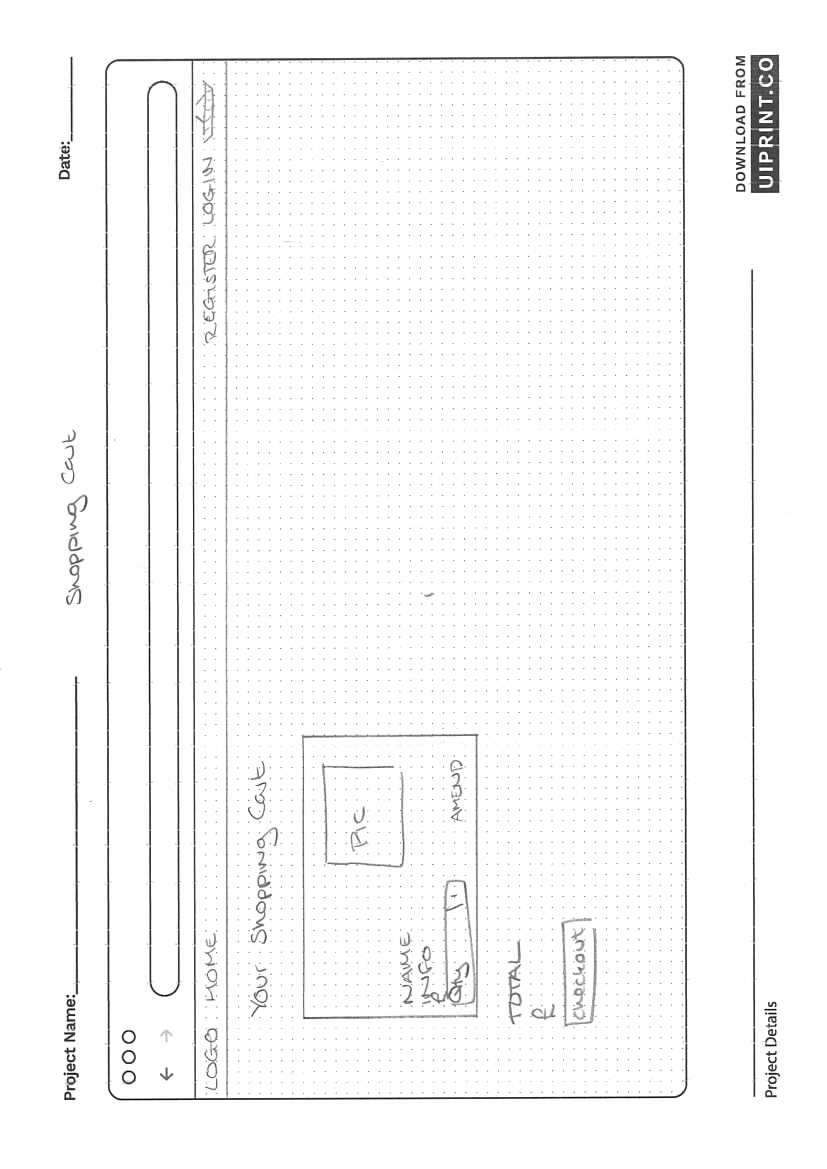 Project Name:
Shopping Cart
Date:
LOGO HOME
REGISTER LOGIN
Your Shopping Cart
PIC
NAME
INFO
£
Qty
AMEND
TOTAL
£
Checkout
Project Details
DOWNLOAD FROM
UIPRINT.CO